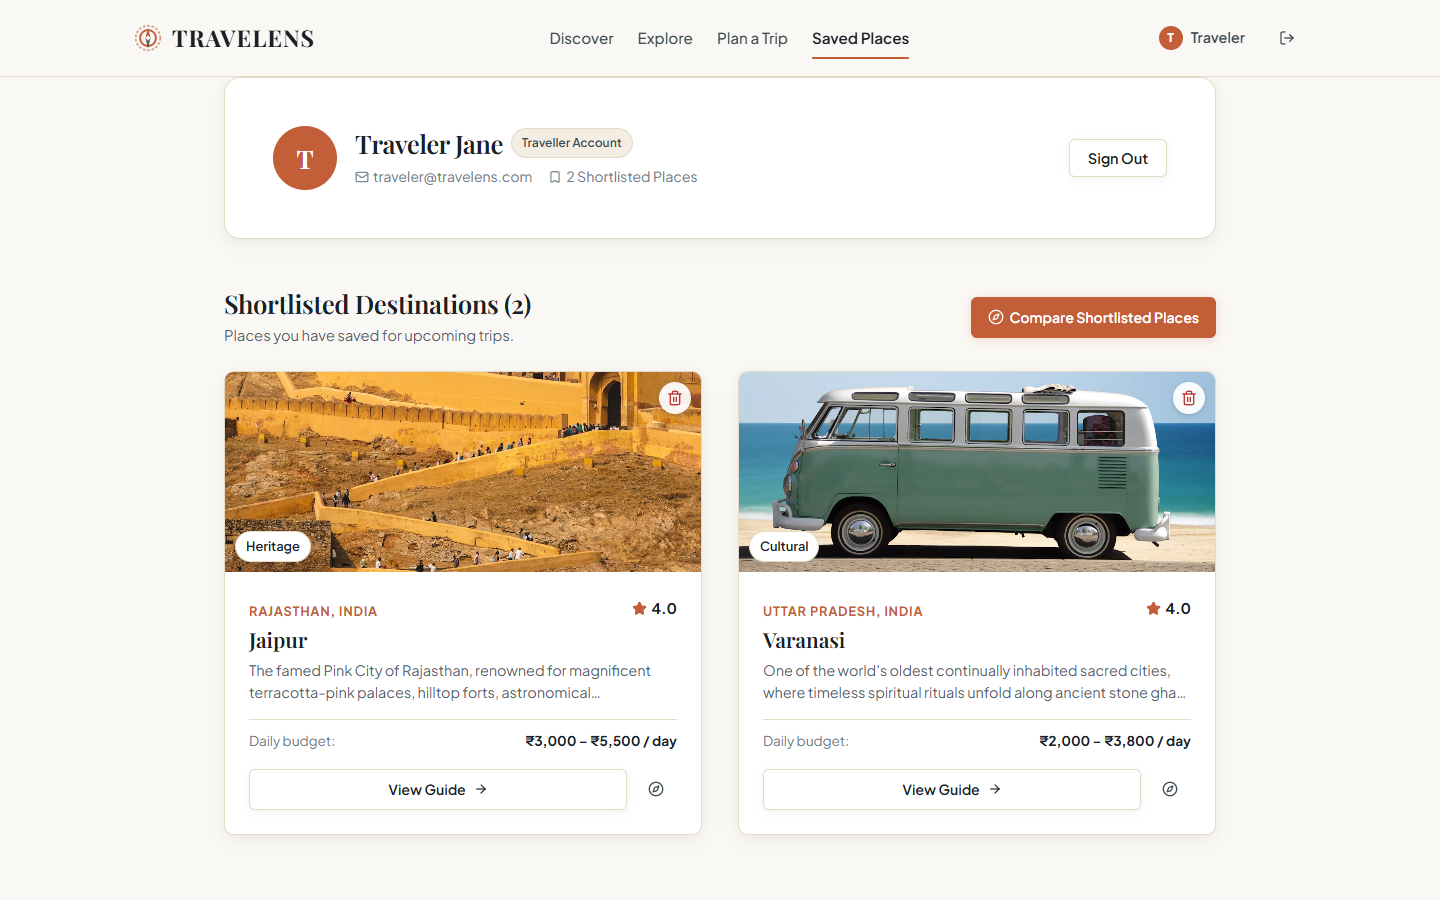 TRAVELENS
Discover
Explore
Plan a Trip
Saved Places
T
Traveler
T
Traveler Jane
Traveller Account
traveler@travelens.com
2 Shortlisted Places
Sign Out
Shortlisted Destinations (2)
Places you have saved for upcoming trips.
Compare Shortlisted Places
Heritage
RAJASTHAN, INDIA
4.0
Jaipur
The famed Pink City of Rajasthan, renowned for magnificent
terracotta-pink palaces, hilltop forts, astronomical...
Daily budget:
₹3,000 – ₹5,500 / day
View Guide
Cultural
UTTAR PRADESH, INDIA
4.0
Varanasi
One of the world's oldest continually inhabited sacred cities,
where timeless spiritual rituals unfold along ancient stone gha...
Daily budget:
₹2,000 – ₹3,800 / day
View Guide